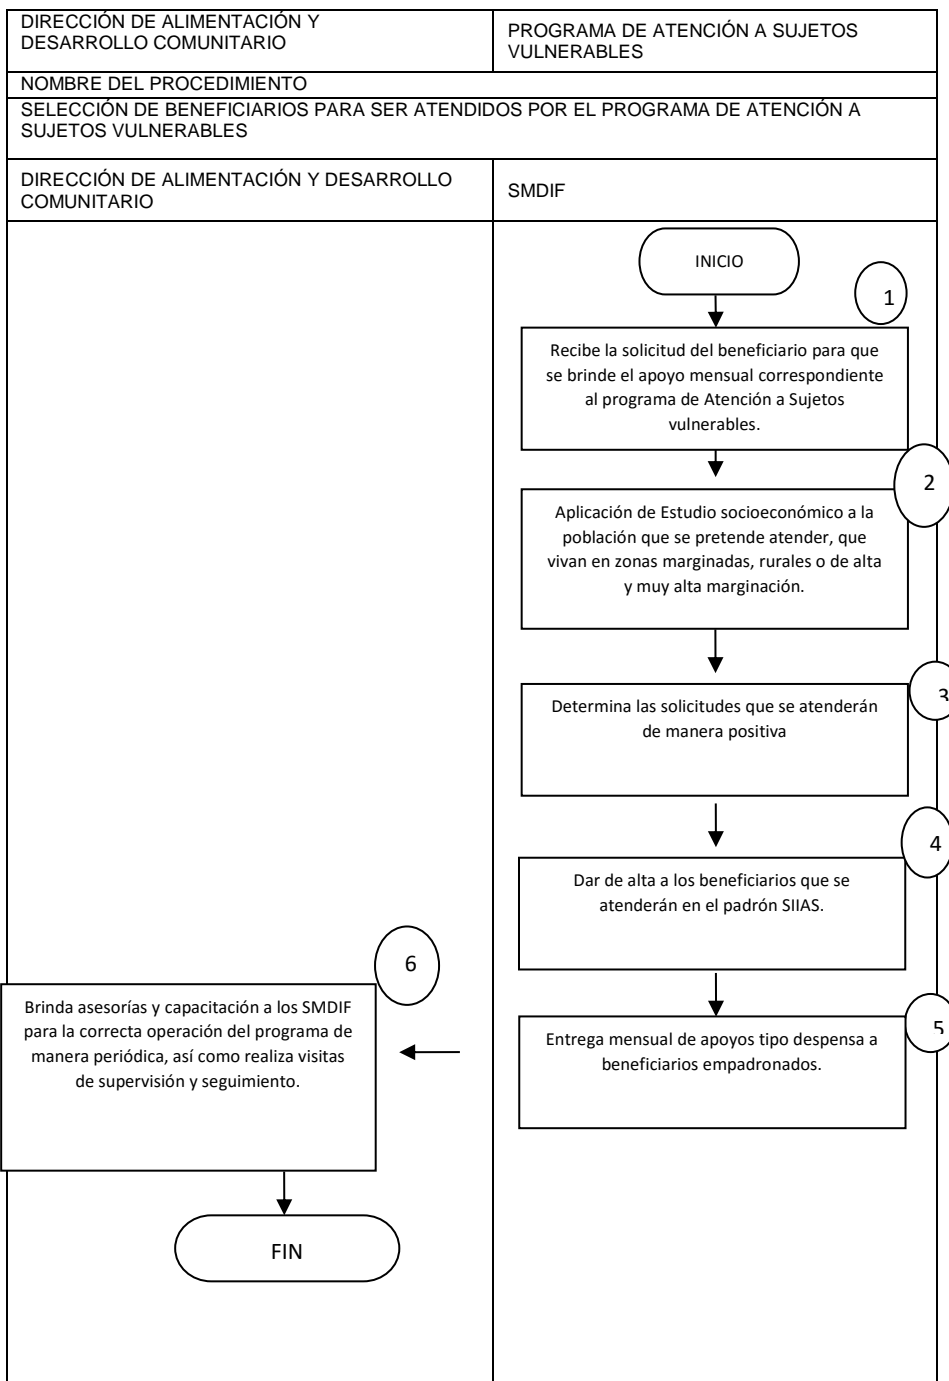 DIRECCIÓN DE ALIMENTACIÓN Y
DESARROLLO COMUNITARIO
PROGRAMA DE ATENCIÓN A SUJETOS
VULNERABLES
NOMBRE DEL PROCEDIMIENTO
SELECCIÓN DE BENEFICIARIOS PARA SER ATENDIDOS POR EL PROGRAMA DE ATENCIÓN A
SUJETOS VULNERABLES
DIRECCIÓN DE ALIMENTACIÓN Y DESARROLLO
COMUNITARIO
SMDIF
INICIO
1
Recibe la solicitud del beneficiario para que
se brinde el apoyo mensual correspondiente
al programa de Atención a Sujetos
vulnerables.
2
Aplicación de Estudio socioeconómico a la
población que se pretende atender, que
vivan en zonas marginadas, rurales o de alta
y muy alta marginación.
3
Determina las solicitudes que se atenderán
de manera positiva
4
Dar de alta a los beneficiarios que se
atenderán en el padrón SIIAS.
5
Entrega mensual de apoyos tipo despensa a
beneficiarios empadronados.
6
Brinda asesorías y capacitación a los SMDIF
para la correcta operación del programa de
manera periódica, así como realiza visitas
de supervisión y seguimiento.
FIN